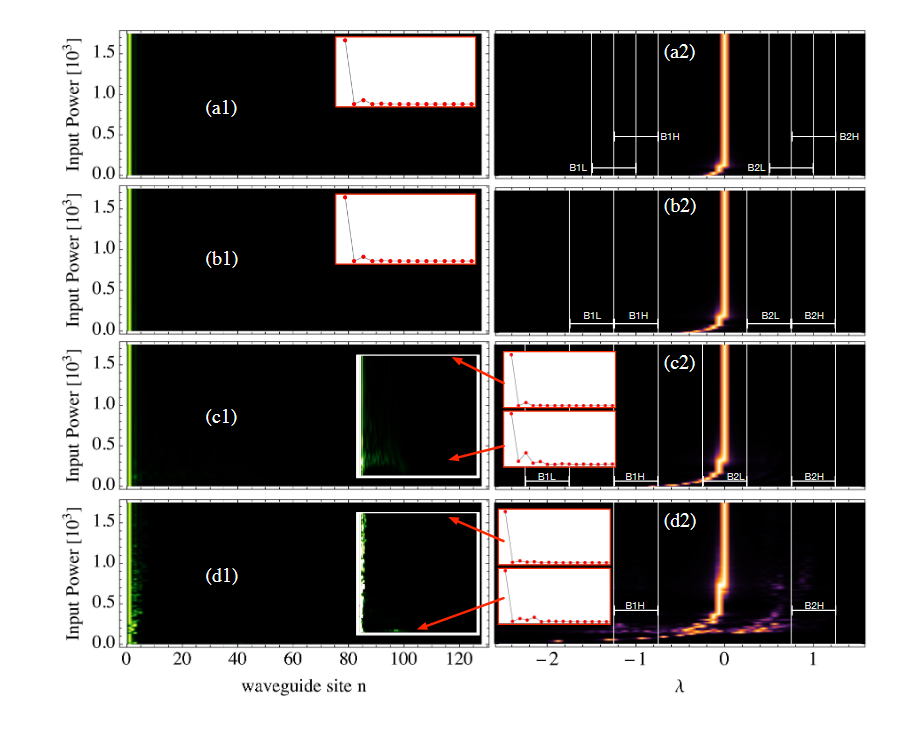 Input Power [10³]
1.5
1.0
0.5
0.0
(a1)
(a2)
B1H
B2H
B1L
B2L
Input Power [10³]
1.5
1.0
0.5
0.0
(b1)
(b2)
B1L
B1H
B2L
B2H
Input Power [10³]
1.5
1.0
0.5
0.0
(c1)
(c2)
B1L
B1H
B2L
B2H
Input Power [10³]
1.5
1.0
0.5
0.0
(d1)
(d2)
B1H
B2H
0 20 40 60 80 100 120
−2 −1 0 1
waveguide site n
λ